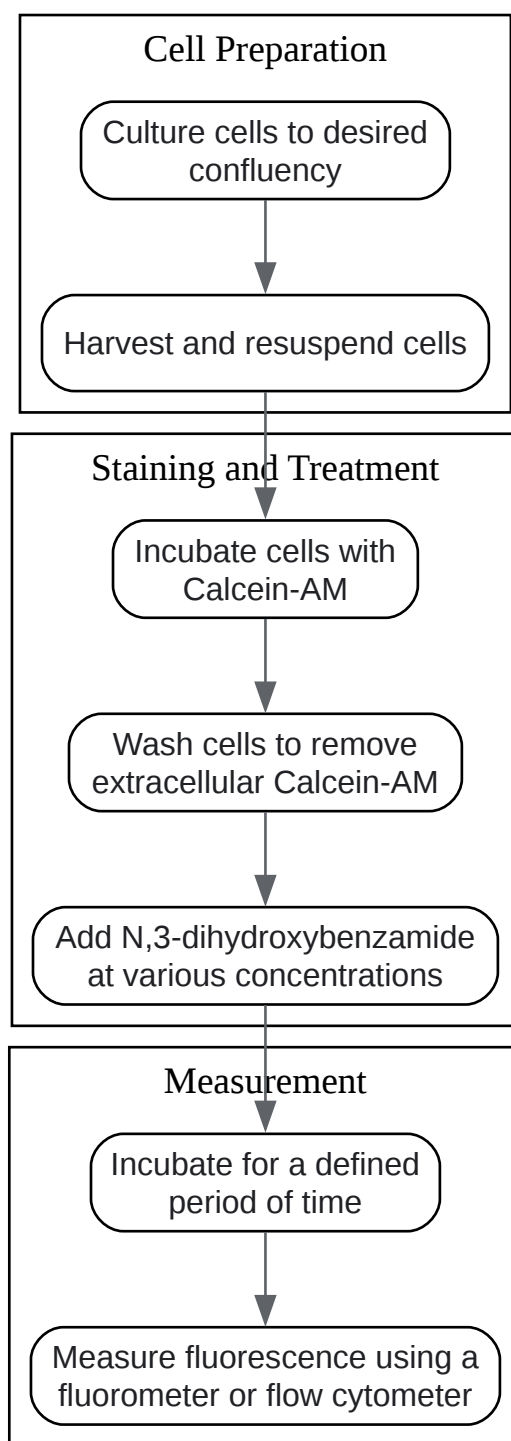 Cell Preparation
Culture cells to desired
confluency
Harvest and resuspend cells
Staining and Treatment
Incubate cells with
Calcein-AM
Wash cells to remove
extracellular Calcein-AM
Add N,3-dihydroxybenzamide
at various concentrations
Measurement
Incubate for a defined
period of time
Measure fluorescence using a
fluorometer or flow cytometer